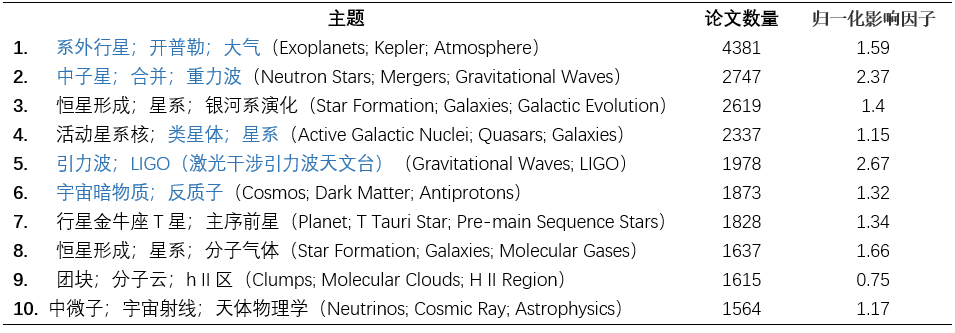 主题 论文数量 归一化影响因子
1. 系外行星；开普勒；大气（Exoplanets; Kepler; Atmosphere） 4381 1.59
2. 中子星；合并；重力波（Neutron Stars; Mergers; Gravitational Waves） 2747 2.37
3. 恒星形成；星系；银河系演化（Star Formation; Galaxies; Galactic Evolution） 2619 1.4
4. 活动星系核；类星体；星系（Active Galactic Nuclei; Quasars; Galaxies） 2337 1.15
5. 引力波；LIGO（激光干涉引力波天文台）（Gravitational Waves; LIGO） 1978 2.67
6. 宇宙暗物质；反质子（Cosmos; Dark Matter; Antiprotons） 1873 1.32
7. 行星金牛座 T 星；主序前星（Planet; T Tauri Star; Pre-main Sequence Stars） 1828 1.34
8. 恒星形成；星系；分子气体（Star Formation; Galaxies; Molecular Gases） 1637 1.66
9. 团块；分子云；h II 区（Clumps; Molecular Clouds; H II Region） 1615 0.75
10. 中微子；宇宙射线；天体物理学（Neutrinos; Cosmic Ray; Astrophysics） 1564 1.17